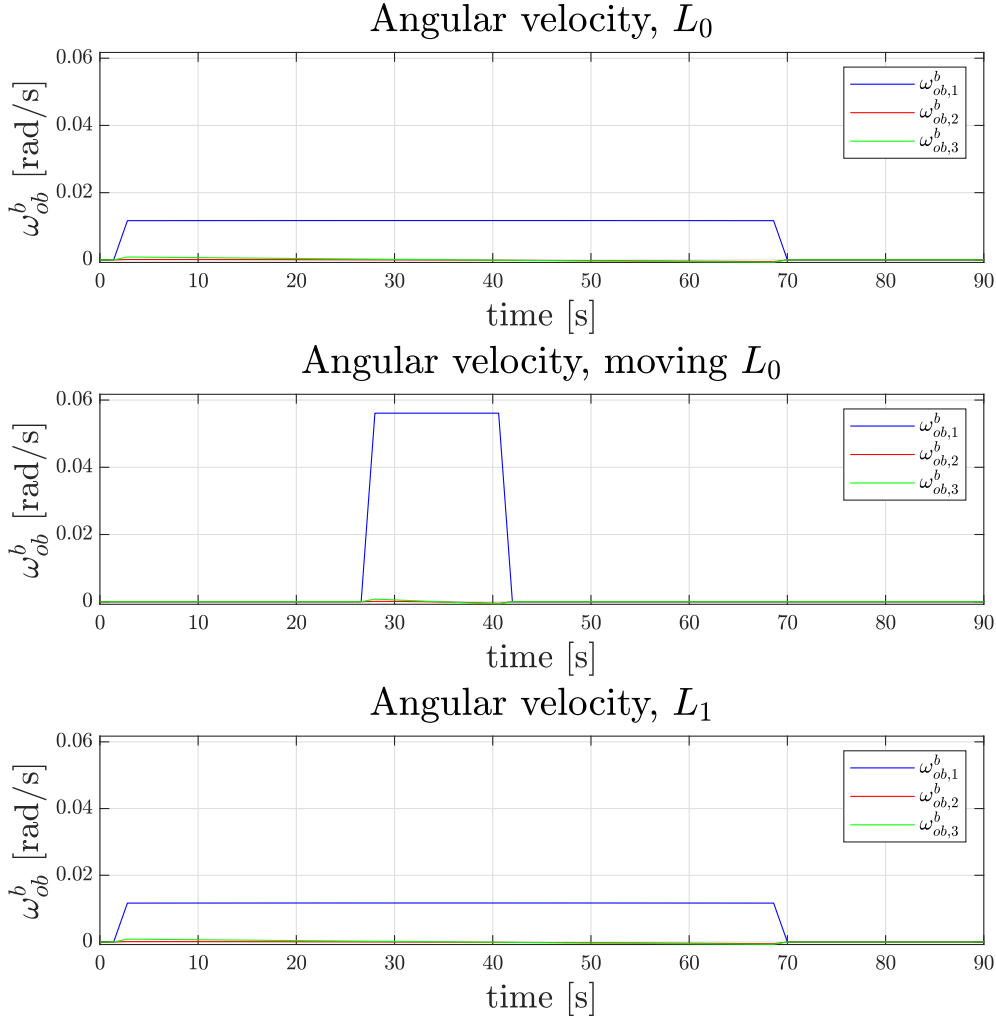 Angular velocity, L₀
ω^b_ob [rad/s]
0.06
0.04
0.02
0
ω^b_ob,1
ω^b_ob,2
ω^b_ob,3
0 10 20 30 40 50 60 70 80 90
time [s]
Angular velocity, moving L₀
ω^b_ob [rad/s]
0.06
0.04
0.02
0
ω^b_ob,1
ω^b_ob,2
ω^b_ob,3
0 10 20 30 40 50 60 70 80 90
time [s]
Angular velocity, L₁
ω^b_ob [rad/s]
0.06
0.04
0.02
0
ω^b_ob,1
ω^b_ob,2
ω^b_ob,3
0 10 20 30 40 50 60 70 80 90
time [s]